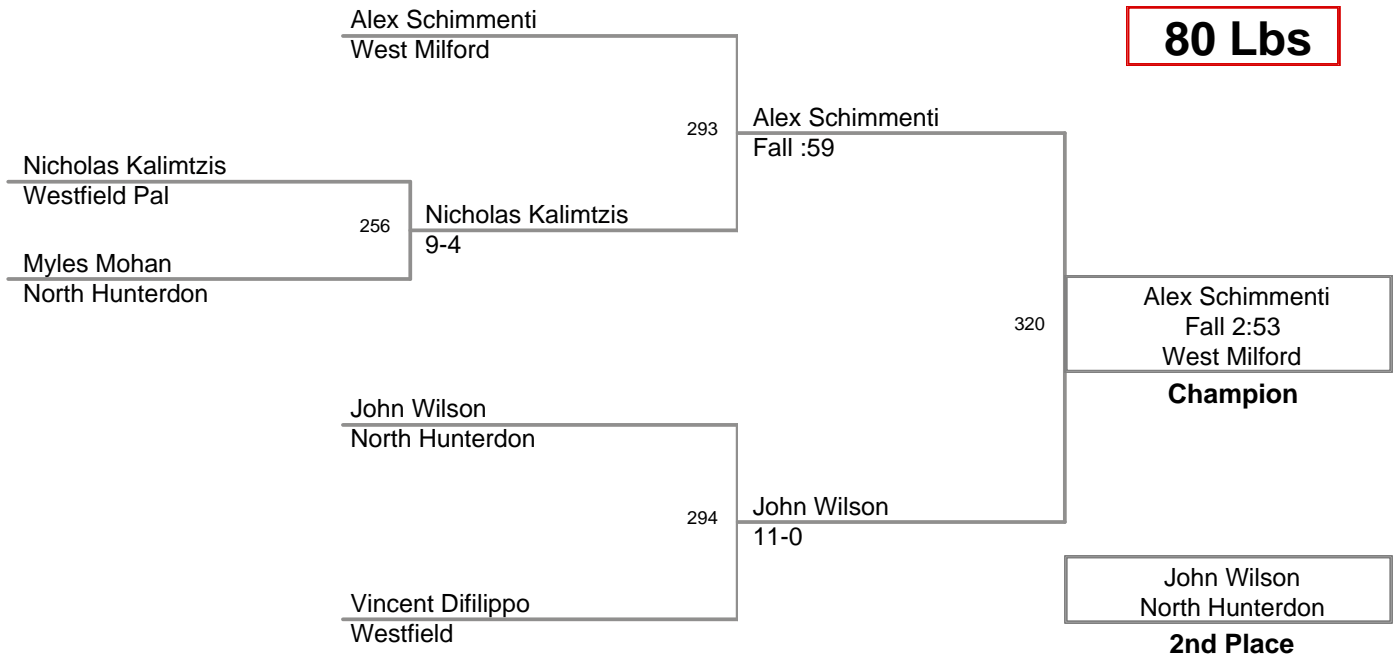 Alex Schimmenti
West Milford
80 Lbs
293
Alex Schimmenti
Fall :59
Nicholas Kalimtzis
Westfield Pal
256
Nicholas Kalimtzis
9-4
Myles Mohan
North Hunterdon
320
Alex Schimmenti
Fall 2:53
West Milford
Champion
John Wilson
North Hunterdon
294
John Wilson
11-0
Vincent Difilippo
Westfield
John Wilson
North Hunterdon
2nd Place